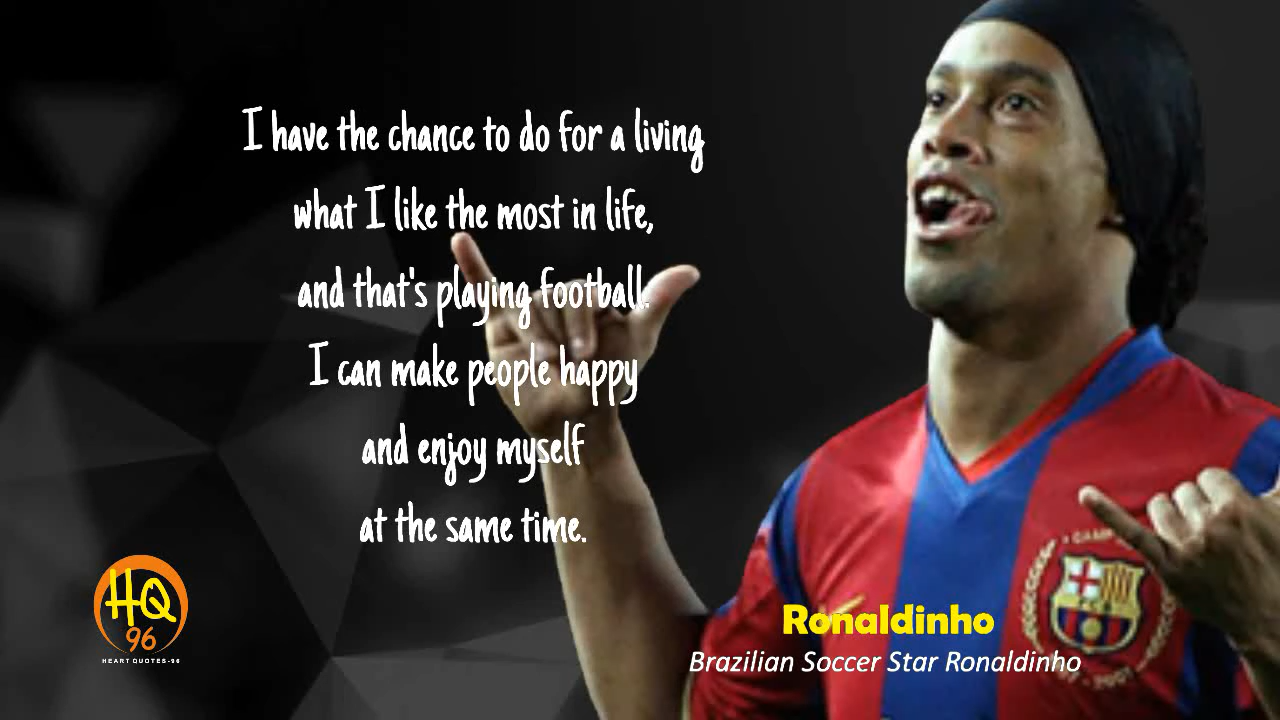 I have the chance to do for a living
what I like the most in life,
and that's playing football.
I can make people happy
and enjoy myself
at the same time.
HQ
96
HEART QUOTES-96
Ronaldinho
Brazilian Soccer Star Ronaldinho